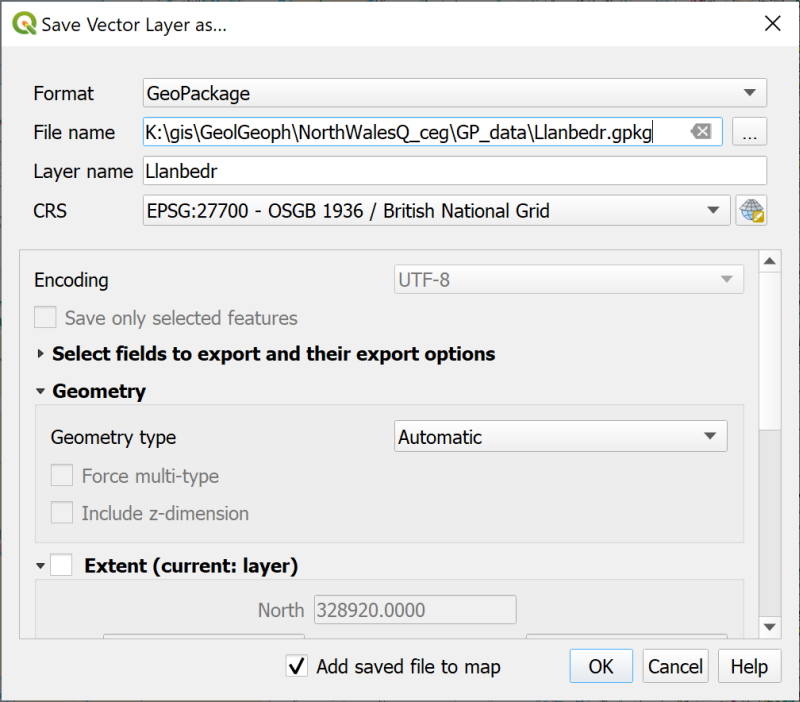 Save Vector Layer as...
Format GeoPackage
File name K:\gis\GeolGeoph\NorthWalesQ_ceg\GP_data\Llanbedr.gpkg ...
Layer name Llanbedr
CRS EPSG:27700 - OSGB 1936 / British National Grid
Encoding UTF-8
Save only selected features
Select fields to export and their export options
Geometry
Geometry type Automatic
Force multi-type
Include z-dimension
Extent (current: layer)
North 328920.0000
Add saved file to map OK Cancel Help